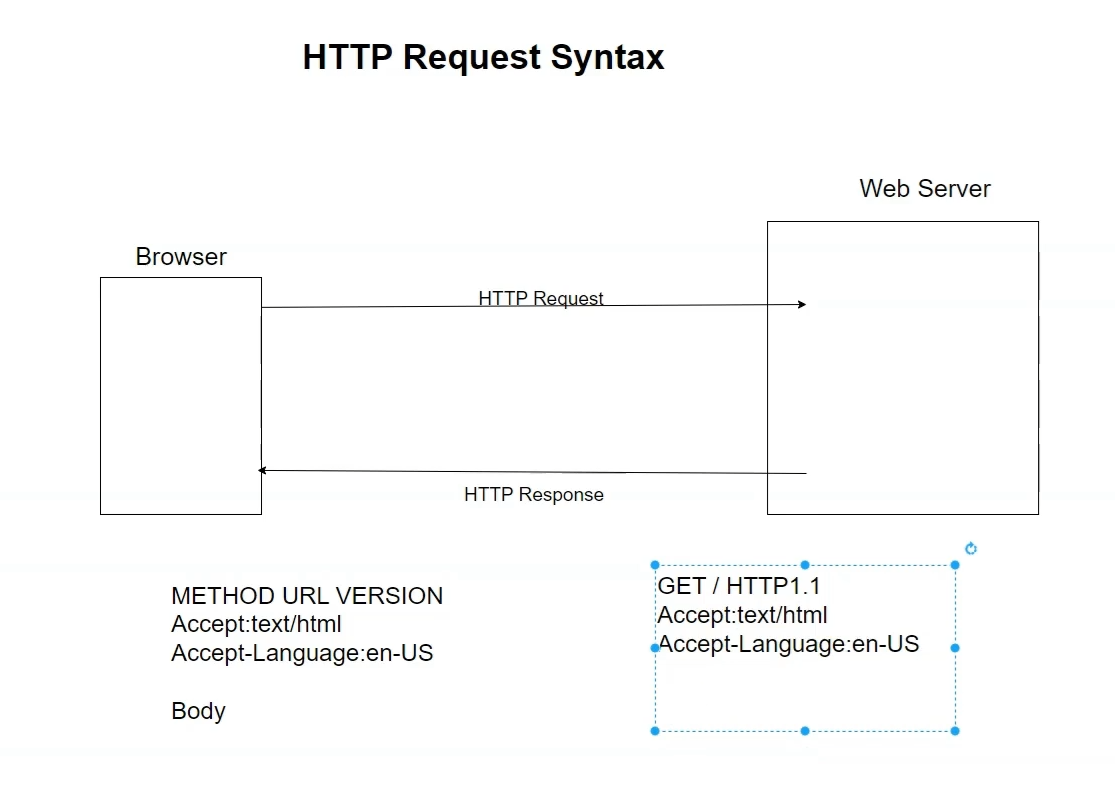 HTTP Request Syntax
Web Server
Browser
HTTP Request
HTTP Response
METHOD URL VERSION
Accept:text/html
Accept-Language:en-US
Body
GET / HTTP1.1
Accept:text/html
Accept-Language:en-US